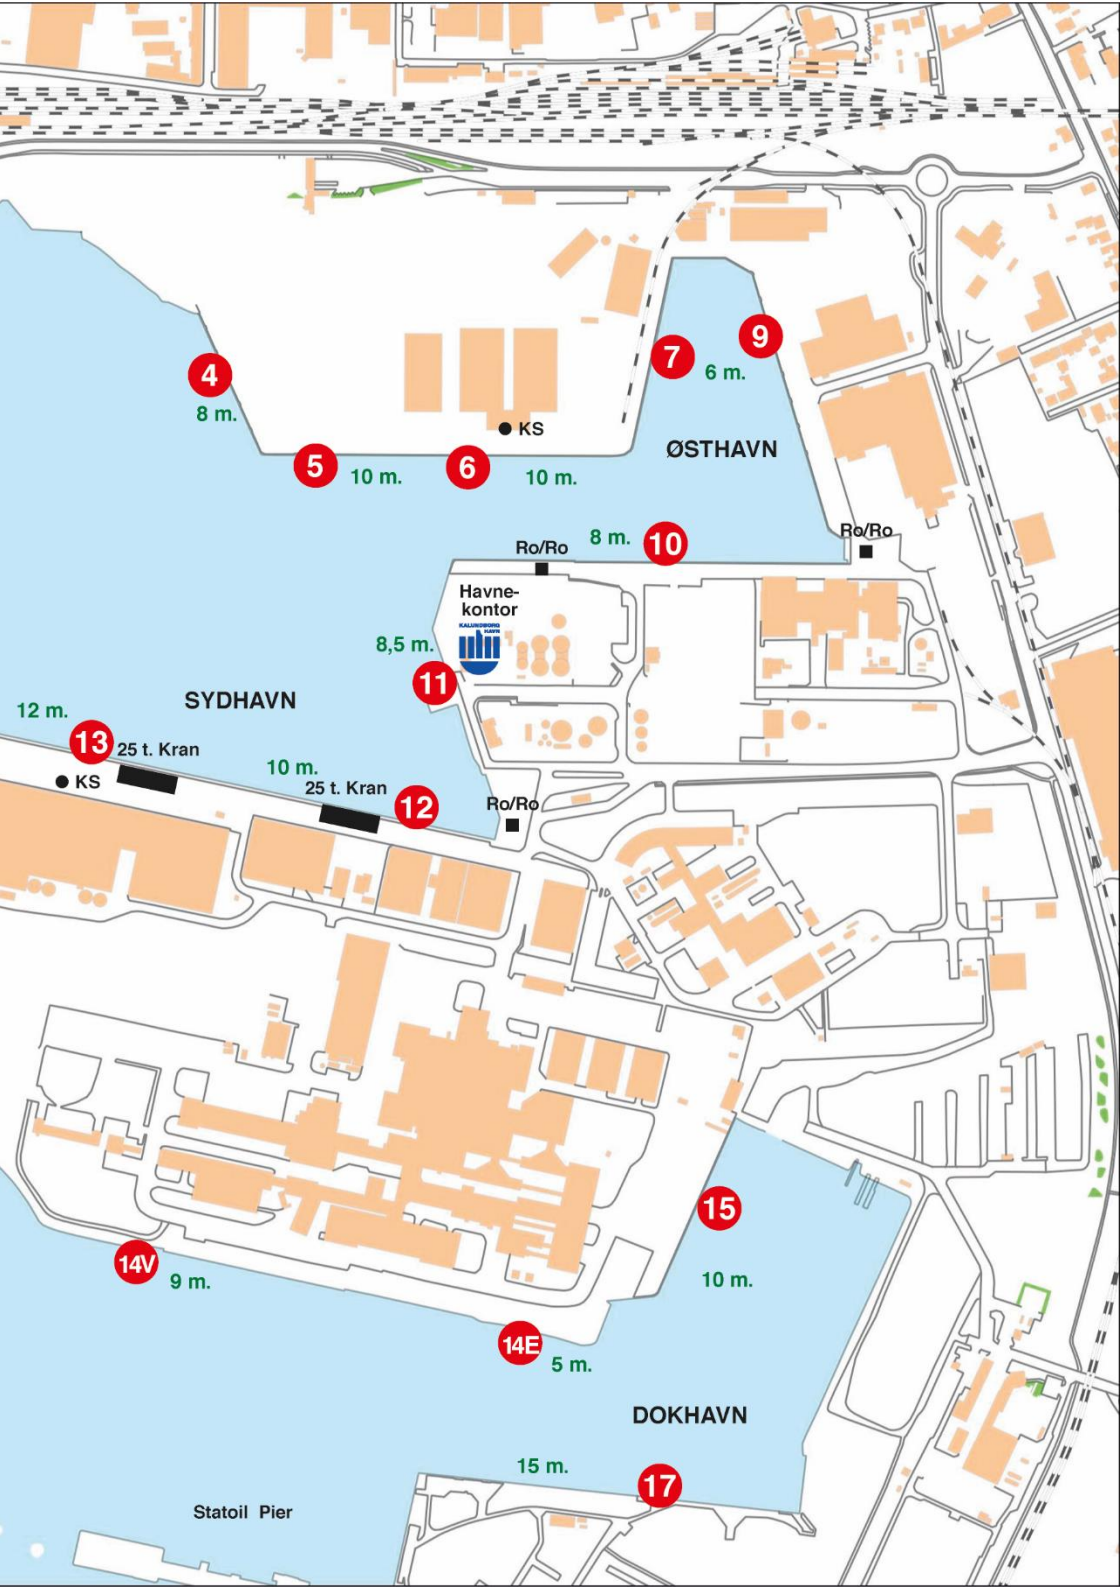 9
7
6 m.
4
8 m.
KS
ØSTHAVN
5
10 m.
6
10 m.
Ro/Ro
8 m.
10
Ro/Ro
Havne-
kontor
KALUNDBORG
HAVN
8,5 m.
11
SYDHAVN
12 m.
13
25 t. Kran
KS
10 m.
25 t. Kran
12
Ro/Ro
15
14V
9 m.
10 m.
14E
5 m.
DOKHAVN
15 m.
17
Statoil Pier